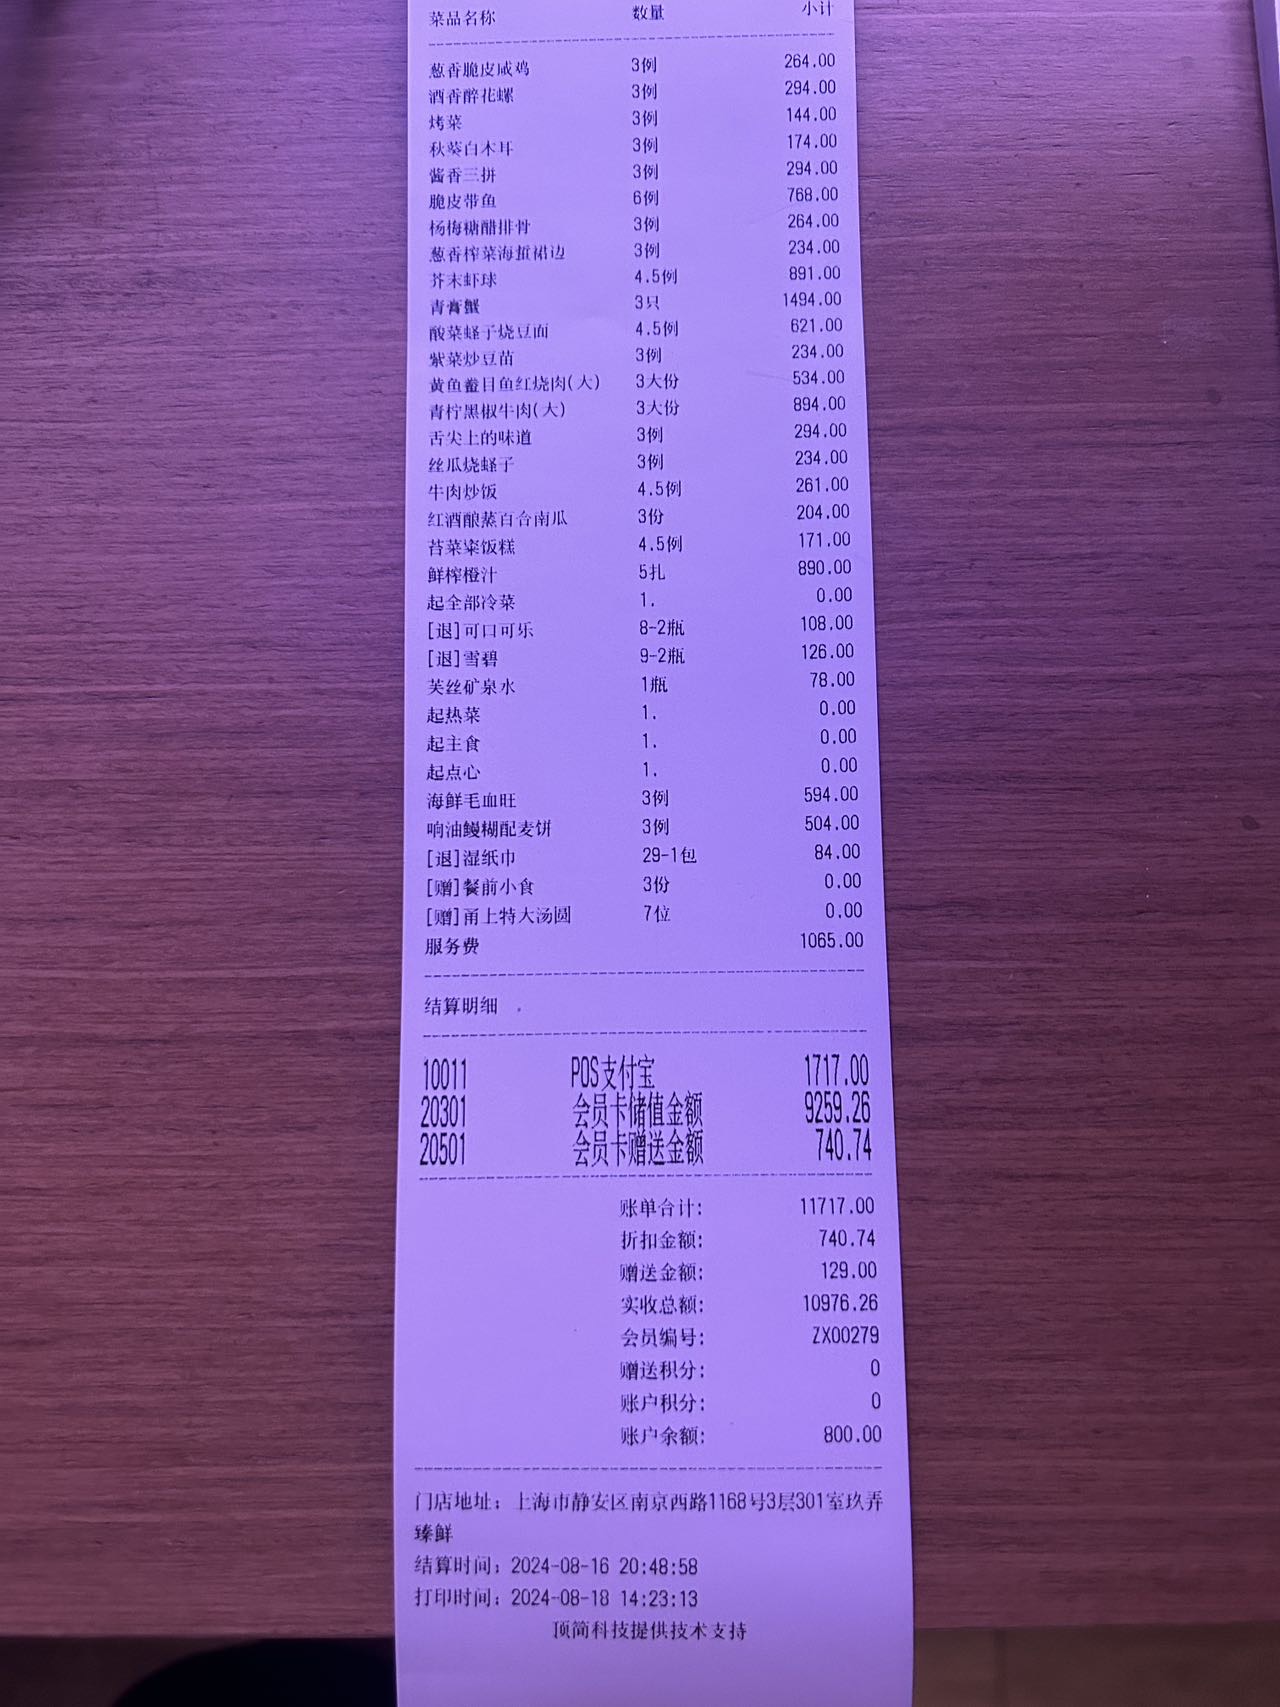 菜品名称 数量 小计
葱香脆皮咸鸡 3例 264.00
酒香醉花螺 3例 294.00
烤菜 3例 144.00
秋葵白木耳 3例 174.00
酱香三拼 3例 294.00
脆皮带鱼 6例 768.00
杨梅糖醋排骨 3例 264.00
葱香榨菜海蜇裙边 3例 234.00
芥末虾球 4.5例 891.00
青膏蟹 3只 1494.00
酸菜蛏子烧豆面 4.5例 621.00
紫菜炒豆苗 3例 234.00
黄鱼鲞目鱼红烧肉(大) 3大份 534.00
青柠黑椒牛肉(大) 3大份 894.00
舌尖上的味道 3例 294.00
丝瓜烧蛏子 3例 234.00
牛肉炒饭 4.5例 261.00
红酒酿蒸百合南瓜 3份 204.00
苔菜粢饭糕 4.5例 171.00
鲜榨橙汁 5扎 890.00
起全部冷菜 1. 0.00
[退]可口可乐 8-2瓶 108.00
[退]雪碧 9-2瓶 126.00
芙丝矿泉水 1瓶 78.00
起热菜 1. 0.00
起主食 1. 0.00
起点心 1. 0.00
海鲜毛血旺 3例 594.00
响油鳗糊配麦饼 3例 504.00
[退]湿纸巾 29-1包 84.00
[赠]餐前小食 3份 0.00
[赠]甬上特大汤圆 7位 0.00
服务费 1065.00
结算明细
10011 POS支付宝 1717.00
20301 会员卡储值金额 9259.26
20501 会员卡赠送金额 740.74
账单合计: 11717.00
折扣金额: 740.74
赠送金额: 129.00
实收总额: 10976.26
会员编号: ZX00279
赠送积分: 0
账户积分: 0
账户余额: 800.00
门店地址: 上海市静安区南京西路1168号3层301室玖弄
臻鲜
结算时间: 2024-08-16 20:48:58
打印时间: 2024-08-18 14:23:13
顶简科技提供技术支持